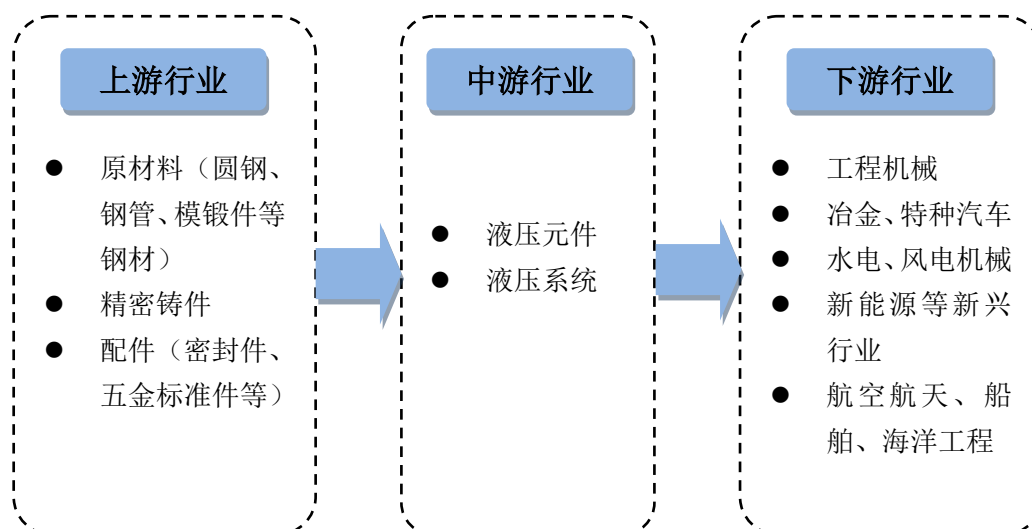 上游行业
● 原材料（圆钢、
钢管、模锻件等
钢材）
● 精密铸件
● 配件（密封件、
五金标准件等）
中游行业
● 液压元件
● 液压系统
下游行业
● 工程机械
● 冶金、特种汽车
● 水电、风电机械
● 新能源等新兴
行业
● 航空航天、船
舶、海洋工程